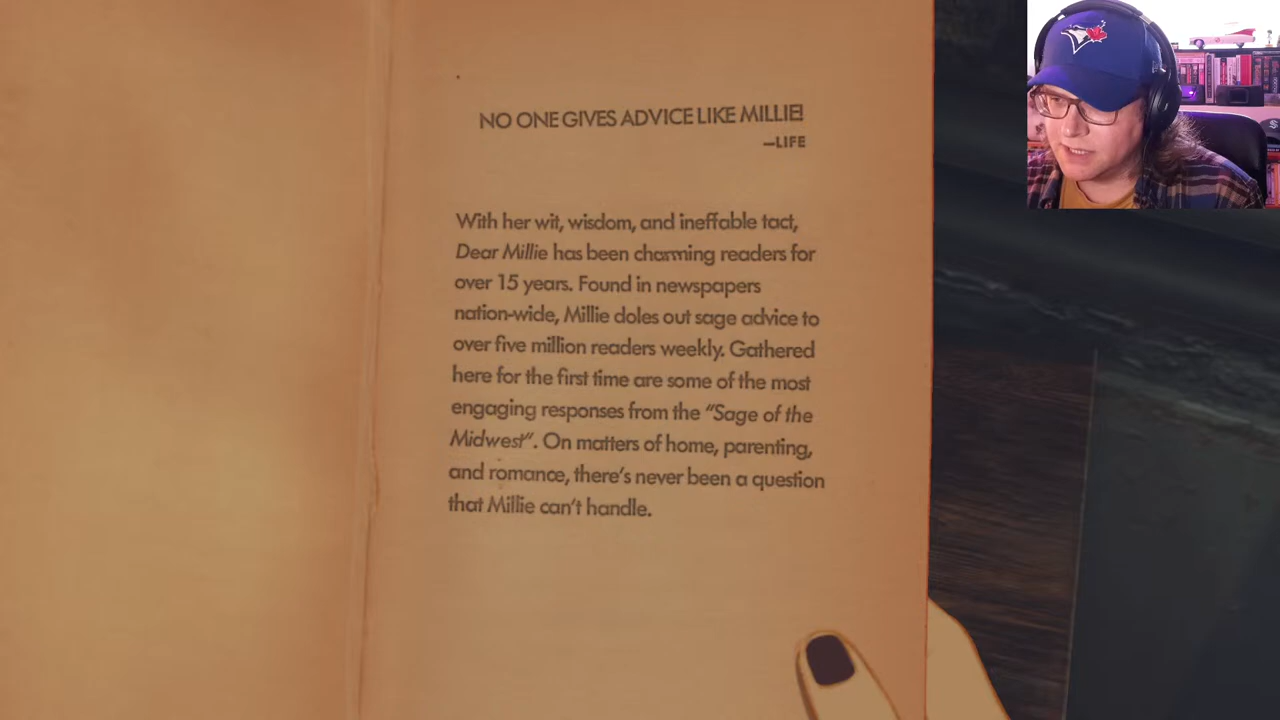 NO ONE GIVES ADVICE LIKE MILLIE!
—LIFE
With her wit, wisdom, and ineffable tact,
Dear Millie has been charming readers for
over 15 years. Found in newspapers
nation-wide, Millie doles out sage advice to
over five million readers weekly. Gathered
here for the first time are some of the most
engaging responses from the "Sage of the
Midwest". On matters of home, parenting,
and romance, there's never been a question
that Millie can't handle.